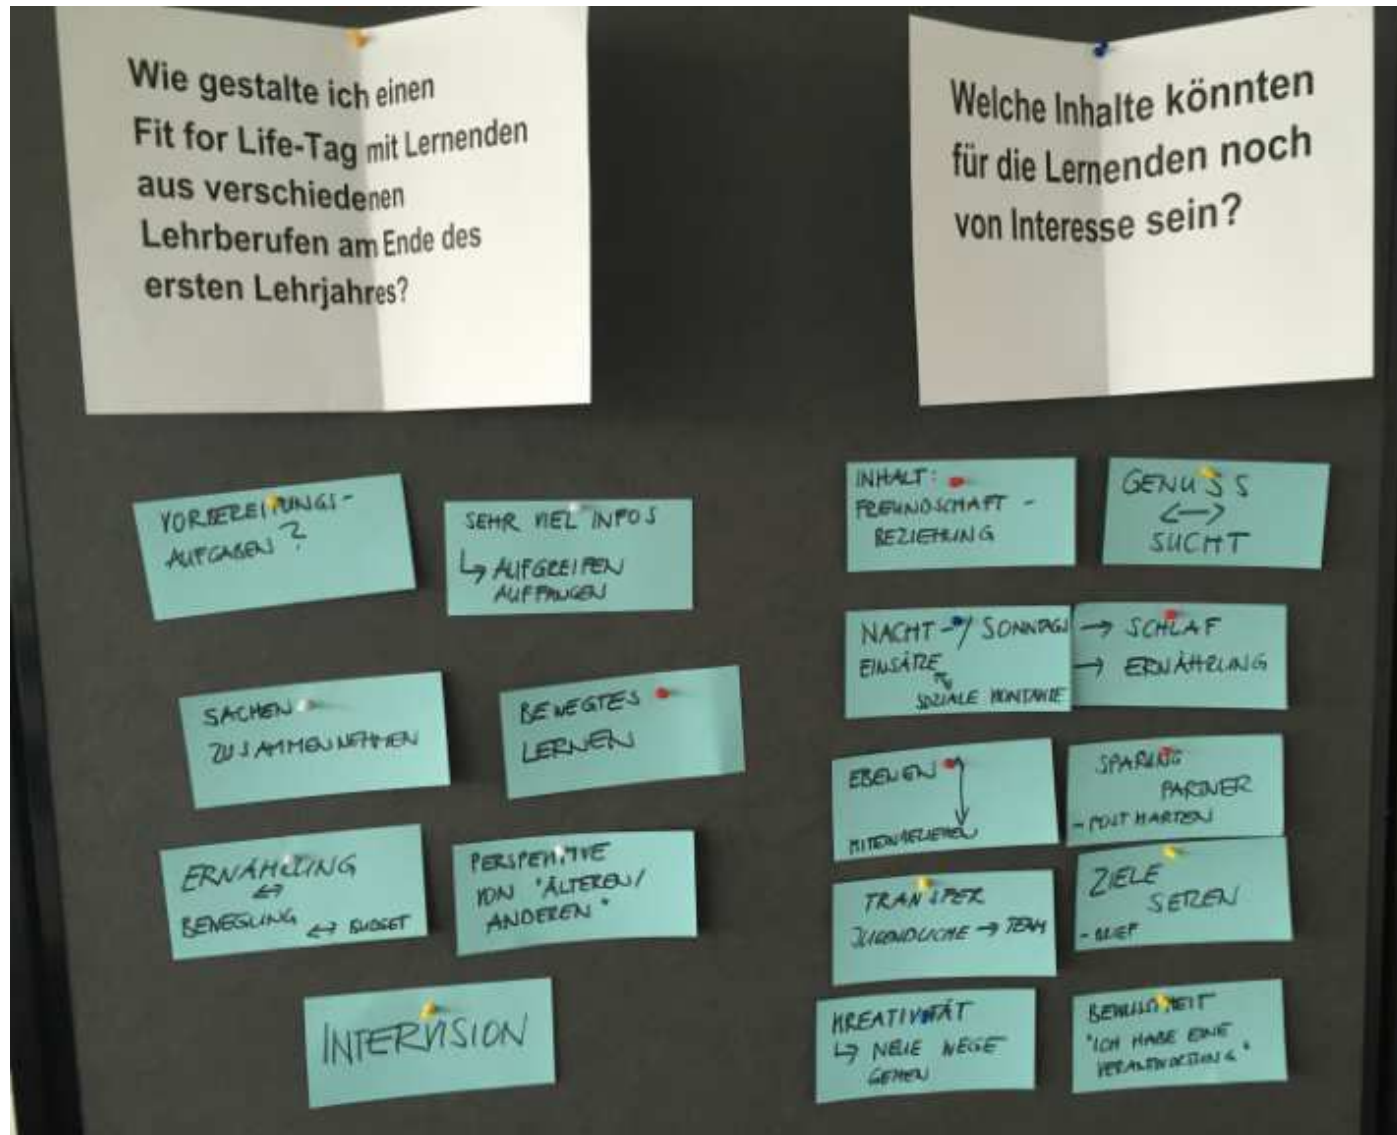 Wie gestalte ich einen
Fit for Life-Tag mit Lernenden
aus verschiedenen
Lehrberufen am Ende des
ersten Lehrjahres?
VORBEREITUNGS-
AUFGABEN?
SEHR VIEL INFOS
↳ AUFGREIFEN
AUFFANGEN
SACHEN
ZUSAMMENNEHMEN
BEWEGTES
LERNEN
ERNÄHRUNG
↔
BEWEGUNG ↔ BUDGET
PERSPEKTIVE
VON "ÄLTEREN/
ANDEREN"
INTERVISION
Welche Inhalte könnten
für die Lernenden noch
von Interesse sein?
INHALT:
FREUNDSCHAFT -
BEZIEHUNG
GENUSS
↔
SUCHT
NACHT-/SONNTAGS
EINSÄTZE
SOZIALE KONTAKTE
→ SCHLAF
→ ERNÄHRUNG
EBENEN
MITEINBEZIEHEN
SPARING
PARTNER
- POSTKARTEN
TRANSFER
JUGENDLICHE → TEAM
ZIELE
SETZEN
- BRIEF
KREATIVITÄT
↳ NEUE WEGE
GEHEN
BEWUSSTHEIT
"ICH HABE EINE
VERANTWORTUNG"